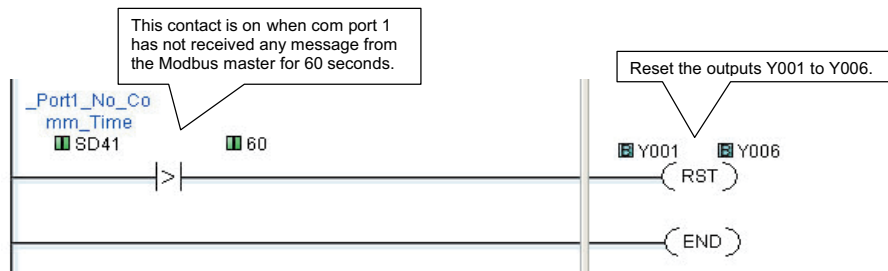 This contact is on when com port 1
has not received any message from
the Modbus master for 60 seconds.
Reset the outputs Y001 to Y006.
_Port1_No_Co
mm_Time
SD41 60
Y001 Y006
>
RST
END